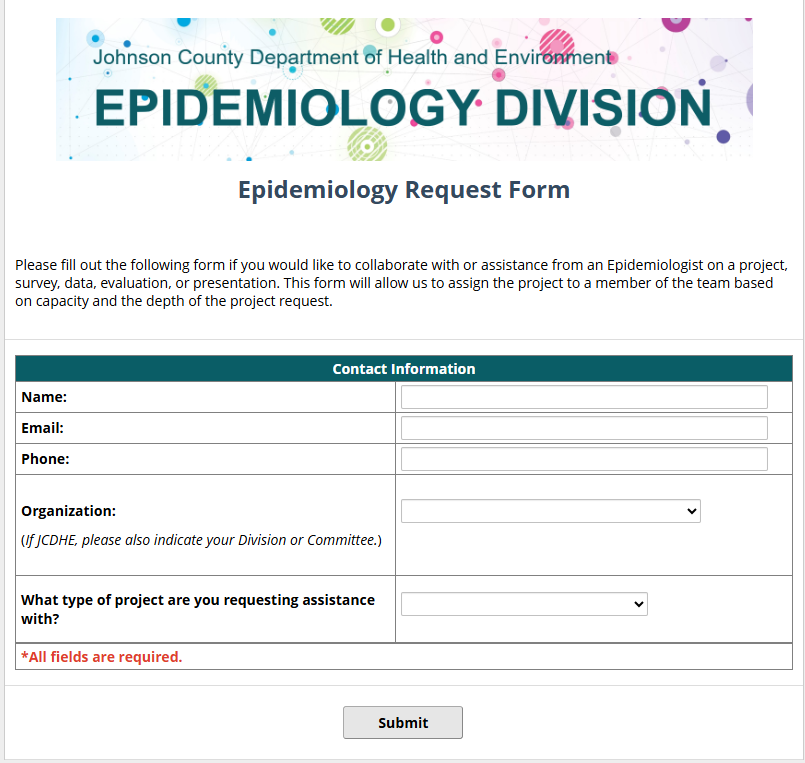 Johnson County Department of Health and Environment
EPIDEMIOLOGY DIVISION
Epidemiology Request Form
Please fill out the following form if you would like to collaborate with or assistance from an Epidemiologist on a project,
survey, data, evaluation, or presentation. This form will allow us to assign the project to a member of the team based
on capacity and the depth of the project request.
Contact Information
Name:
Email:
Phone:
Organization:
(If JCDHE, please also indicate your Division or Committee.)
What type of project are you requesting assistance
with?
*All fields are required.
Submit